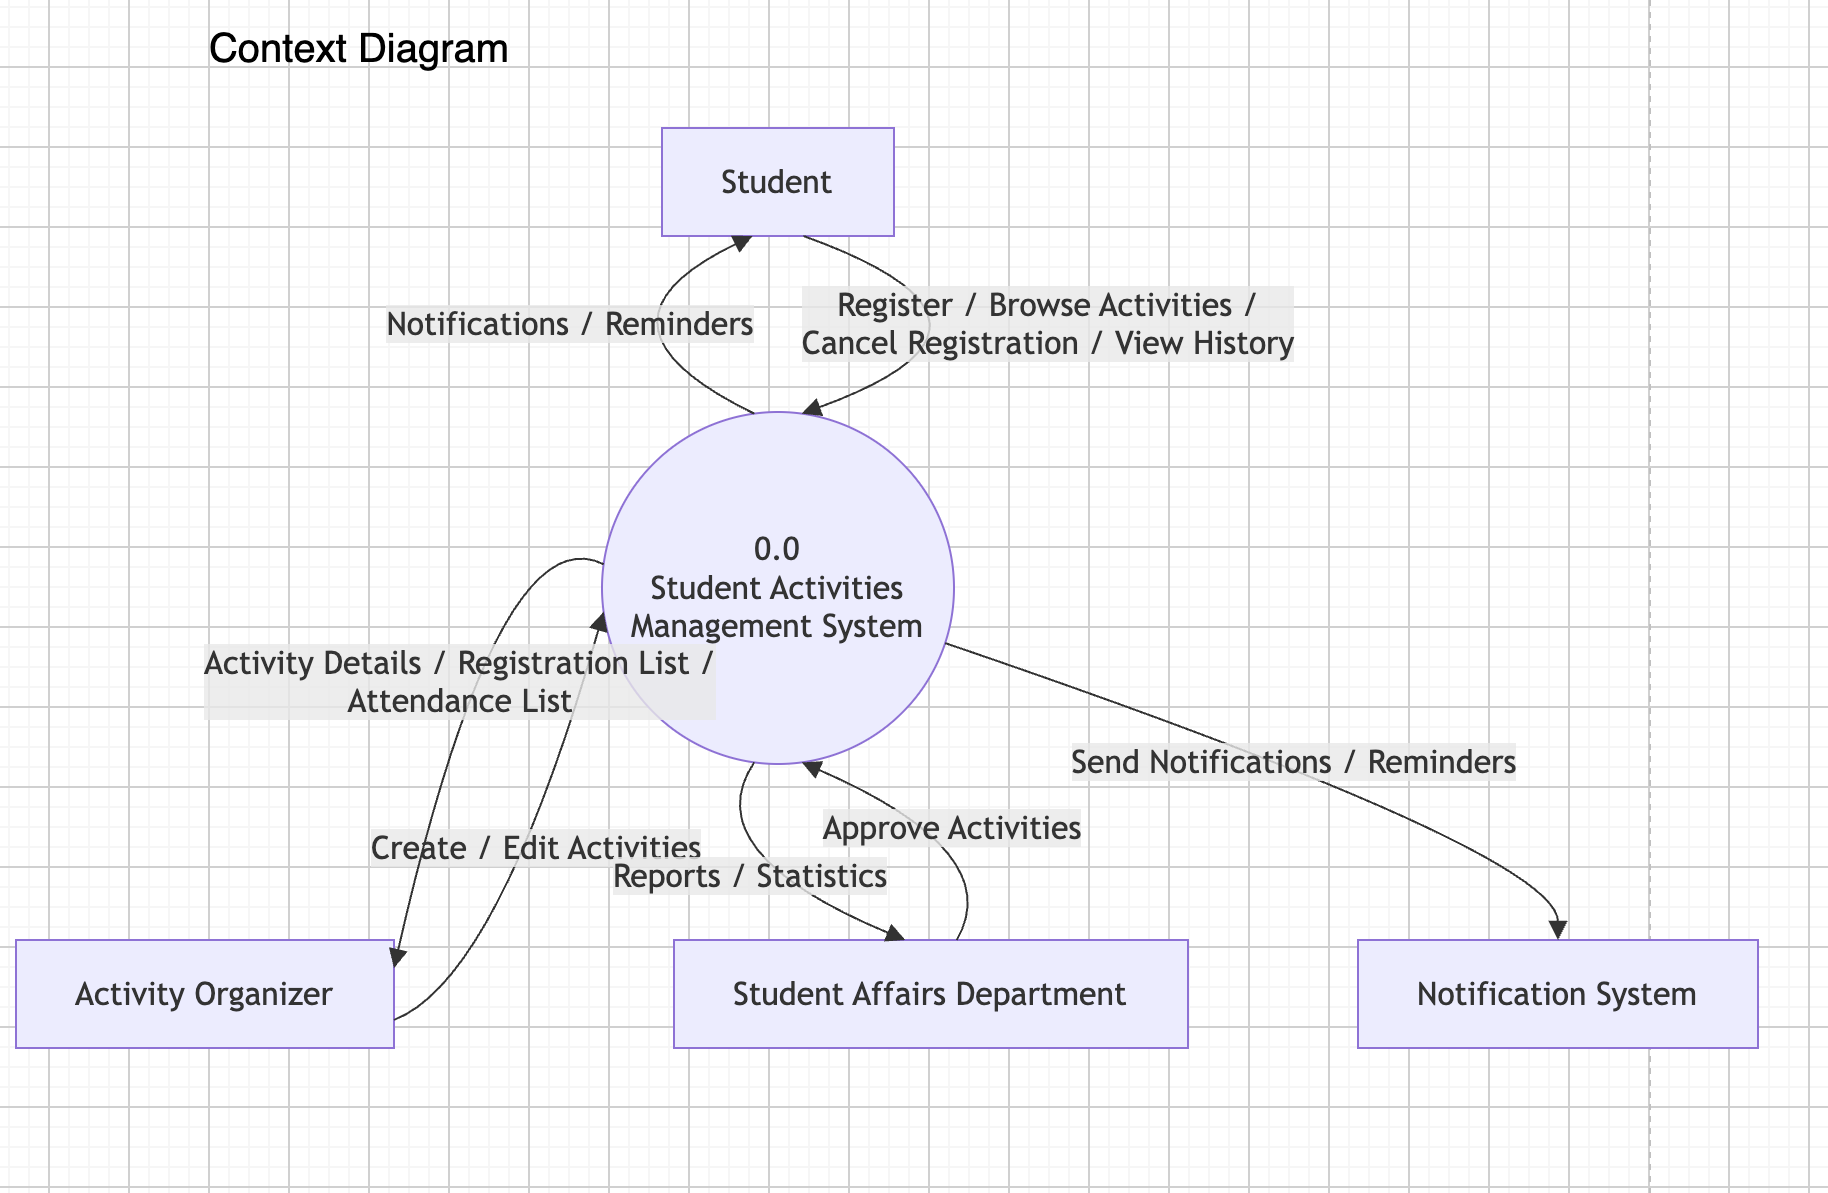 Context Diagram
Student
Notifications / Reminders
Register / Browse Activities /
Cancel Registration / View History
0.0
Student Activities
Management System
Activity Details / Registration List /
Attendance List
Send Notifications / Reminders
Approve Activities
Create / Edit Activities
Reports / Statistics
Activity Organizer
Student Affairs Department
Notification System